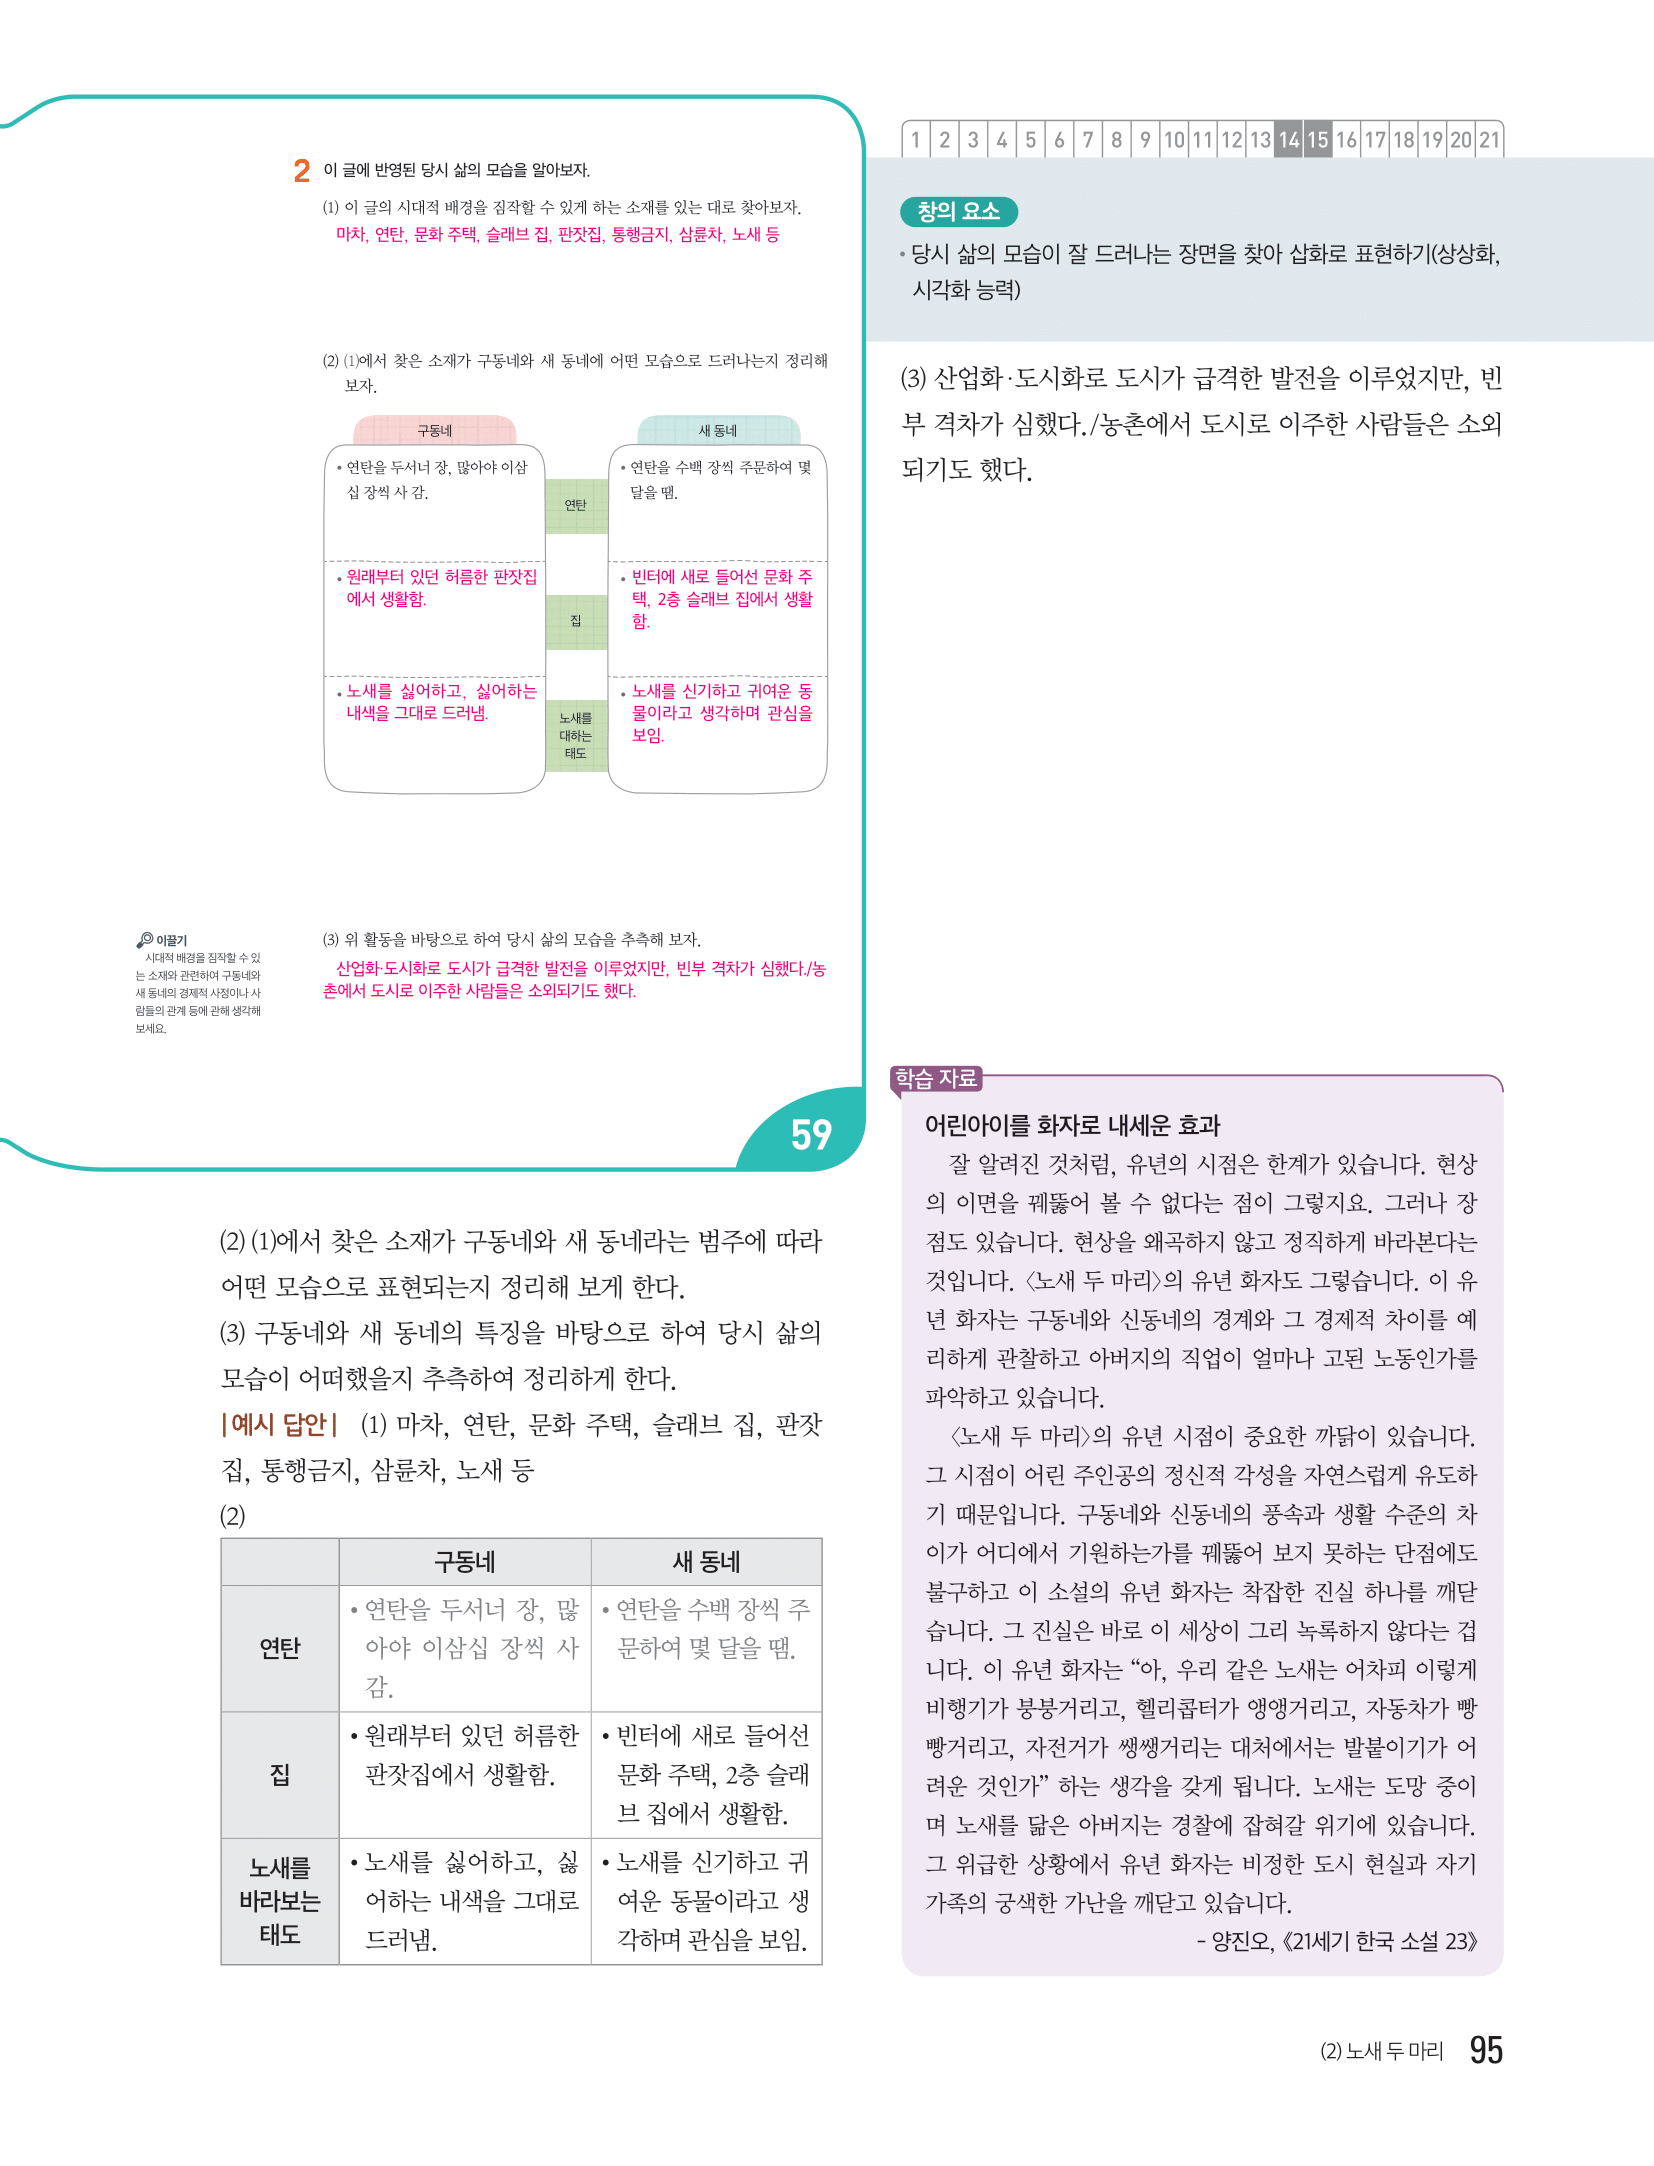 2 이 글에 반영된 당시 삶의 모습을 알아보자.
(1) 이 글의 시대적 배경을 짐작할 수 있게 하는 소재를 있는 대로 찾아보자.
마차, 연탄, 문화 주택, 슬래브 집, 판잣집, 통행금지, 삼륜차, 노새 등
(2) (1)에서 찾은 소재가 구동네와 새 동네에 어떤 모습으로 드러나는지 정리해
보자.
구동네
• 연탄을 두서너 장, 많아야 이삼
십 장씩 사 감.
• 원래부터 있던 허름한 판잣집
에서 생활함.
• 노새를 싫어하고, 싫어하는
내색을 그대로 드러냄.
연탄
집
노새를
대하는
태도
새 동네
• 연탄을 수백 장씩 주문하여 몇
달을 땜.
• 빈터에 새로 들어선 문화 주
택, 2층 슬래브 집에서 생활
함.
• 노새를 신기하고 귀여운 동
물이라고 생각하며 관심을
보임.
이끌기
시대적 배경을 짐작할 수 있
는 소재와 관련하여 구동네와
새 동네의 경제적 사정이나 사
람들의 관계 등에 관해 생각해
보세요.
(3) 위 활동을 바탕으로 하여 당시 삶의 모습을 추측해 보자.
산업화·도시화로 도시가 급격한 발전을 이루었지만, 빈부 격차가 심했다./농
촌에서 도시로 이주한 사람들은 소외되기도 했다.
59
(2) (1)에서 찾은 소재가 구동네와 새 동네라는 범주에 따라
어떤 모습으로 표현되는지 정리해 보게 한다.
(3) 구동네와 새 동네의 특징을 바탕으로 하여 당시 삶의
모습이 어떠했을지 추측하여 정리하게 한다.
|예시 답안| (1) 마차, 연탄, 문화 주택, 슬래브 집, 판잣
집, 통행금지, 삼륜차, 노새 등
(2)
구동네 새 동네
연탄
• 연탄을 두서너 장, 많
아야 이삼십 장씩 사
감.
• 연탄을 수백 장씩 주
문하여 몇 달을 땜.
집
• 원래부터 있던 허름한
판잣집에서 생활함.
• 빈터에 새로 들어선
문화 주택, 2층 슬래
브 집에서 생활함.
노새를
바라보는
태도
• 노새를 싫어하고, 싫
어하는 내색을 그대로
드러냄.
• 노새를 신기하고 귀
여운 동물이라고 생
각하며 관심을 보임.
1 2 3 4 5 6 7 8 9 10 11 12 13 14 15 16 17 18 19 20 21
창의 요소
• 당시 삶의 모습이 잘 드러나는 장면을 찾아 삽화로 표현하기(상상화,
시각화 능력)
(3) 산업화·도시화로 도시가 급격한 발전을 이루었지만, 빈
부 격차가 심했다./농촌에서 도시로 이주한 사람들은 소외
되기도 했다.
학습 자료
어린아이를 화자로 내세운 효과
잘 알려진 것처럼, 유년의 시점은 한계가 있습니다. 현상
의 이면을 꿰뚫어 볼 수 없다는 점이 그렇지요. 그러나 장
점도 있습니다. 현상을 왜곡하지 않고 정직하게 바라본다는
것입니다. 〈노새 두 마리〉의 유년 화자도 그렇습니다. 이 유
년 화자는 구동네와 신동네의 경계와 그 경제적 차이를 예
리하게 관찰하고 아버지의 직업이 얼마나 고된 노동인가를
파악하고 있습니다.
〈노새 두 마리〉의 유년 시점이 중요한 까닭이 있습니다.
그 시점이 어린 주인공의 정신적 각성을 자연스럽게 유도하
기 때문입니다. 구동네와 신동네의 풍속과 생활 수준의 차
이가 어디에서 기원하는가를 꿰뚫어 보지 못하는 단점에도
불구하고 이 소설의 유년 화자는 착잡한 진실 하나를 깨닫
습니다. 그 진실은 바로 이 세상이 그리 녹록하지 않다는 겁
니다. 이 유년 화자는 “아, 우리 같은 노새는 어차피 이렇게
비행기가 붕붕거리고, 헬리콥터가 앵앵거리고, 자동차가 빵
빵거리고, 자전거가 쌩쌩거리는 대처에서는 발붙이기가 어
려운 것인가” 하는 생각을 갖게 됩니다. 노새는 도망 중이
며 노새를 닮은 아버지는 경찰에 잡혀갈 위기에 있습니다.
그 위급한 상황에서 유년 화자는 비정한 도시 현실과 자기
가족의 궁색한 가난을 깨닫고 있습니다.
- 양진오, 《21세기 한국 소설 23》
(2) 노새 두 마리 95